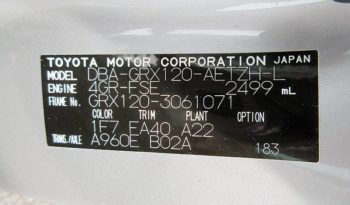 TOYOTA MOTOR CORPORATION JAPAN
MODEL DBA-GRX120-AETZH-L
ENGINE 4GR-FSE 2499 mL
FRAME No. GRX120-3061071
COLOR TRIM PLANT OPTION
1F7 FA40 A22
TRANS./AXLE A960E B02A
183